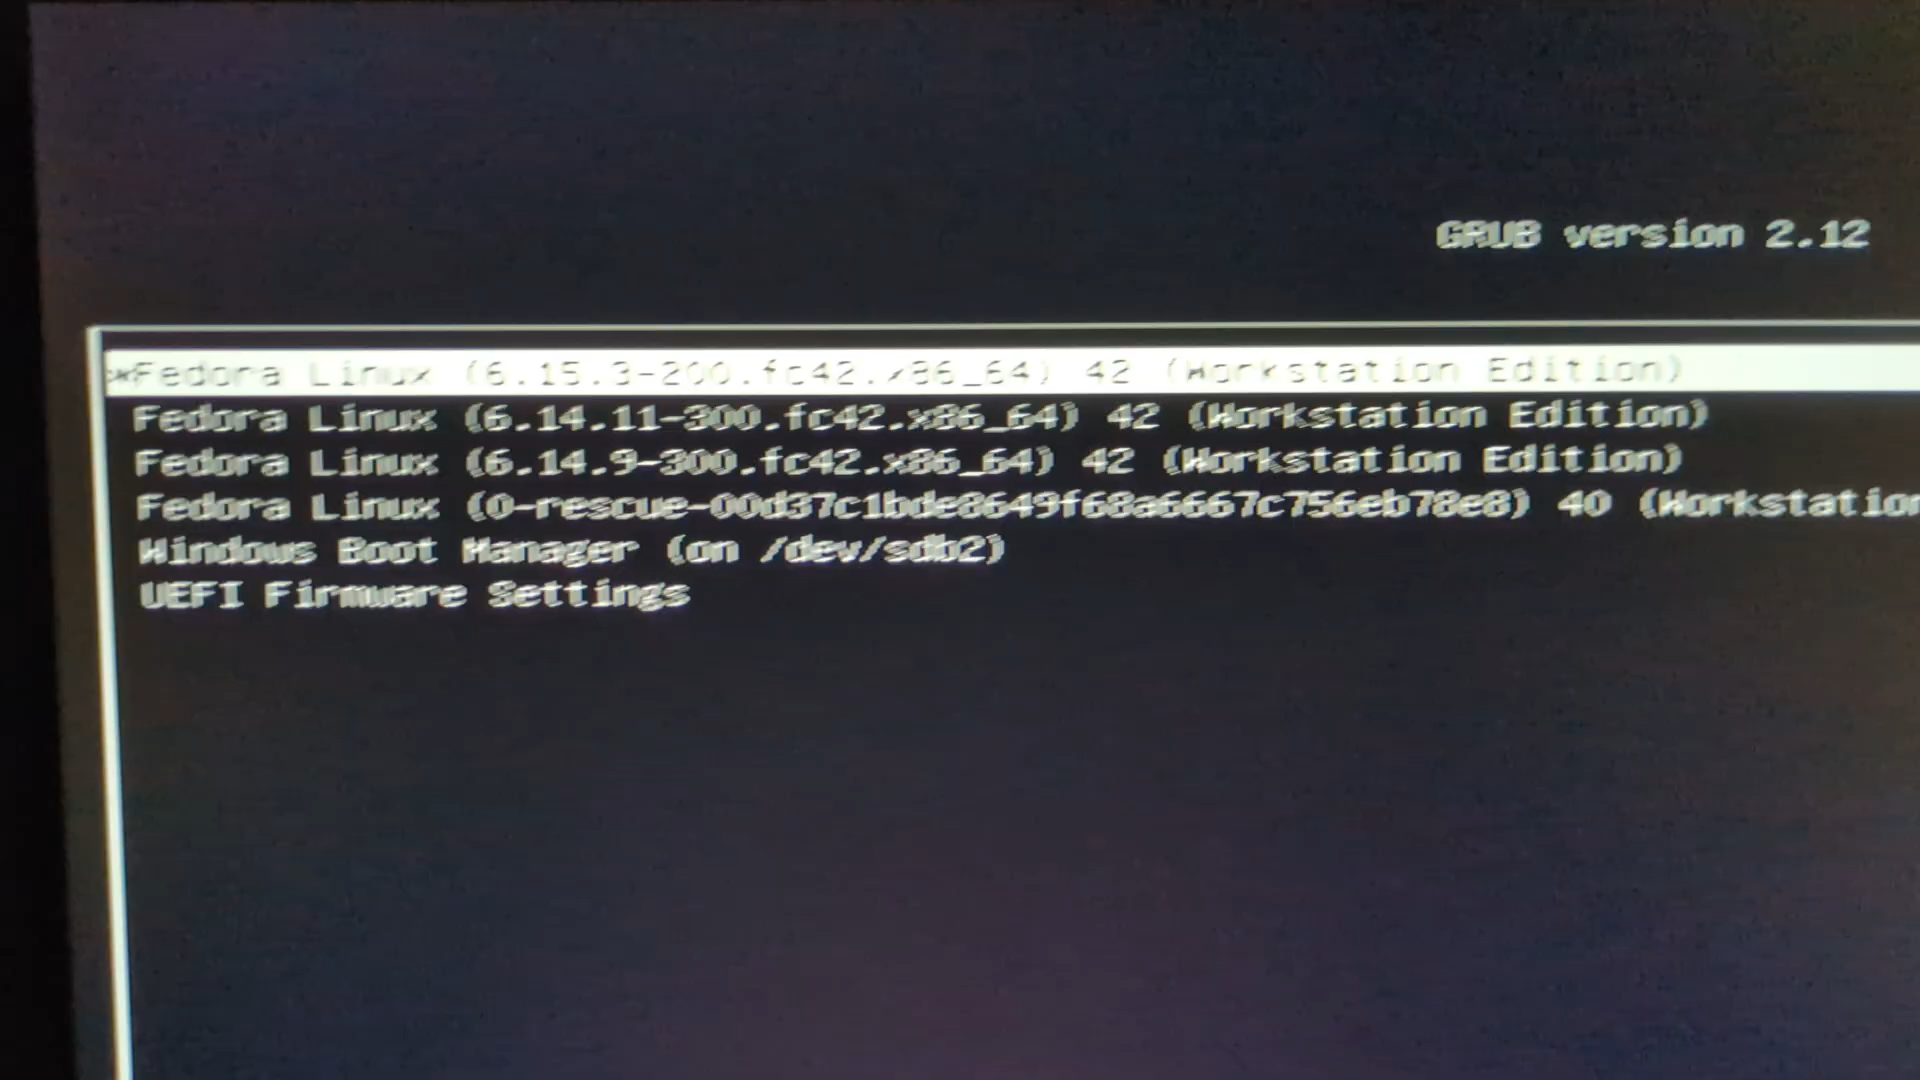 GRUB version 2.12
*Fedora Linux (6.15.3-200.fc42.x86_64) 42 (Workstation Edition)
Fedora Linux (6.14.11-300.fc42.x86_64) 42 (Workstation Edition)
Fedora Linux (6.14.9-300.fc42.x86_64) 42 (Workstation Edition)
Fedora Linux (0-rescue-00d37c1bde8649f68a6667c756eb78e8) 40 (Workstation
Windows Boot Manager (on /dev/sdb2)
UEFI Firmware Settings